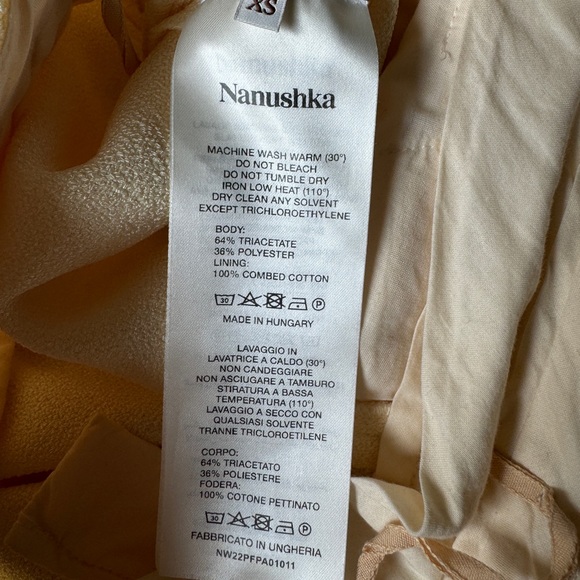 XS
Nanushka
MACHINE WASH WARM (30°)
DO NOT BLEACH
DO NOT TUMBLE DRY
IRON LOW HEAT (110°)
DRY CLEAN ANY SOLVENT
EXCEPT TRICHLOROETHYLENE
BODY:
64% TRIACETATE
36% POLYESTER
LINING:
100% COMBED COTTON
30 P
MADE IN HUNGARY
LAVAGGIO IN
LAVATRICE A CALDO (30°)
NON CANDEGGIARE
NON ASCIUGARE A TAMBURO
STIRATURA A BASSA
TEMPERATURA (110°)
LAVAGGIO A SECCO CON
QUALSIASI SOLVENTE
TRANNE TRICLOROETILENE
CORPO:
64% TRIACETATO
36% POLIESTERE
FODERA:
100% COTONE PETTINATO
30 P
FABBRICATO IN UNGHERIA
NW22PFPA01011